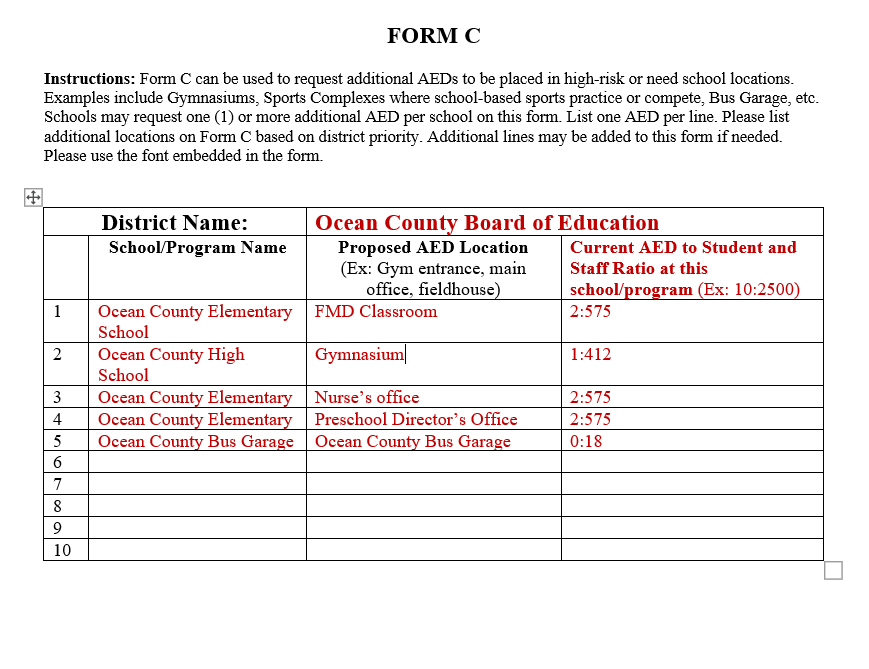 FORM C
Instructions: Form C can be used to request additional AEDs to be placed in high-risk or need school locations.
Examples include Gymnasiums, Sports Complexes where school-based sports practice or compete, Bus Garage, etc.
Schools may request one (1) or more additional AED per school on this form. List one AED per line. Please list
additional locations on Form C based on district priority. Additional lines may be added to this form if needed.
Please use the font embedded in the form.
District Name: Ocean County Board of Education
School/Program Name Proposed AED Location Current AED to Student and
(Ex: Gym entrance, main Staff Ratio at this
office, fieldhouse) school/program (Ex: 10:2500)
1 Ocean County Elementary FMD Classroom 2:575
School
2 Ocean County High Gymnasium 1:412
School
3 Ocean County Elementary Nurse’s office 2:575
4 Ocean County Elementary Preschool Director’s Office 2:575
5 Ocean County Bus Garage Ocean County Bus Garage 0:18
6
7
8
9
10